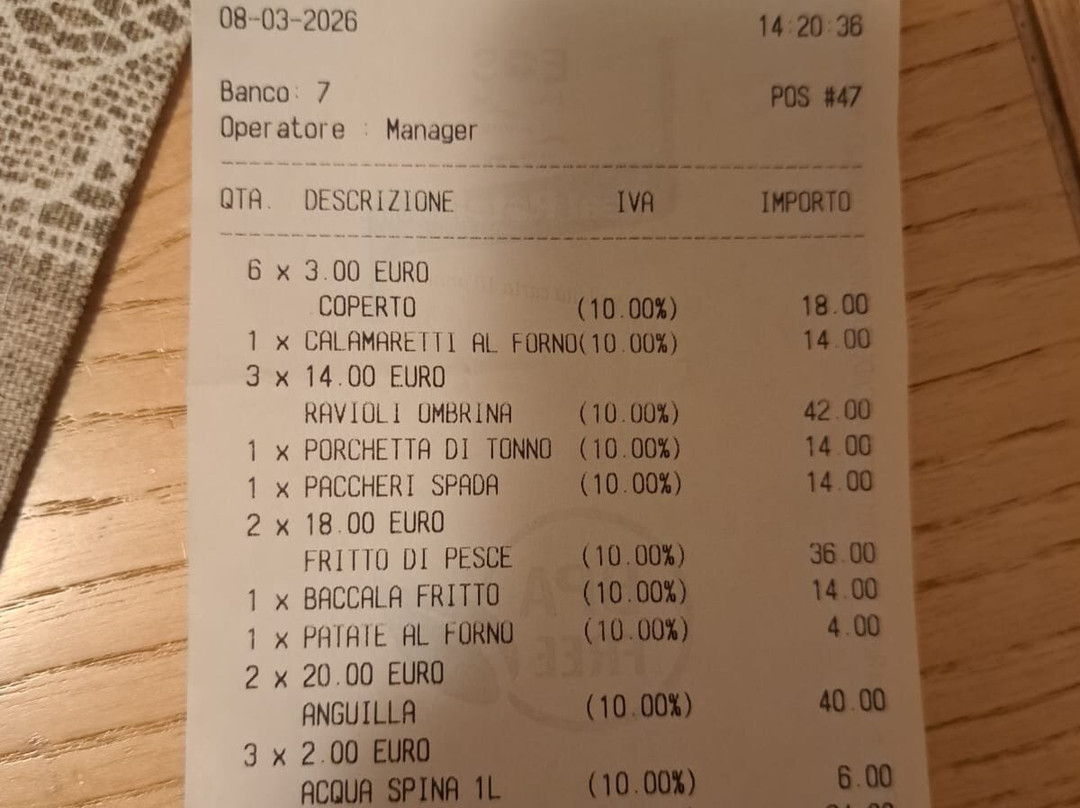 08-03-2026 14:20:36
Banco: 7 POS #47
Operatore : Manager
QTA. DESCRIZIONE IVA IMPORTO
6 x 3.00 EURO
COPERTO (10.00%) 18.00
1 x CALAMARETTI AL FORNO(10.00%) 14.00
3 x 14.00 EURO
RAVIOLI OMBRINA (10.00%) 42.00
1 x PORCHETTA DI TONNO (10.00%) 14.00
1 x PACCHERI SPADA (10.00%) 14.00
2 x 18.00 EURO
FRITTO DI PESCE (10.00%) 36.00
1 x BACCALA FRITTO (10.00%) 14.00
1 x PATATE AL FORNO (10.00%) 4.00
2 x 20.00 EURO
ANGUILLA (10.00%) 40.00
3 x 2.00 EURO
ACQUA SPINA 1L (10.00%) 6.00